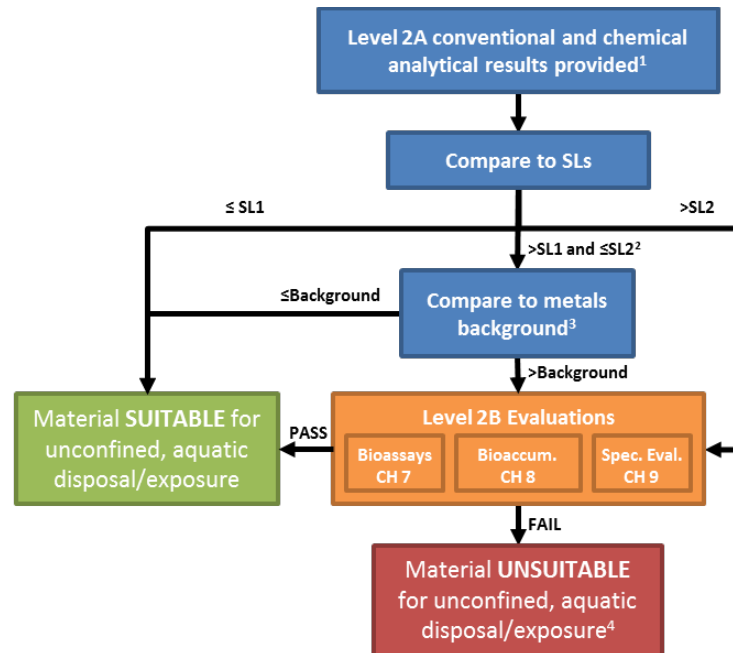 Level 2A conventional and chemical
analytical results provided¹
Compare to SLs
≤ SL1
>SL2
>SL1 and ≤SL2²
≤Background
Compare to metals
background³
>Background
Material SUITABLE for
unconfined, aquatic
disposal/exposure
PASS
Level 2B Evaluations
Bioassays
CH 7
Bioaccum.
CH 8
Spec. Eval.
CH 9
FAIL
Material UNSUITABLE
for unconfined, aquatic
disposal/exposure⁴